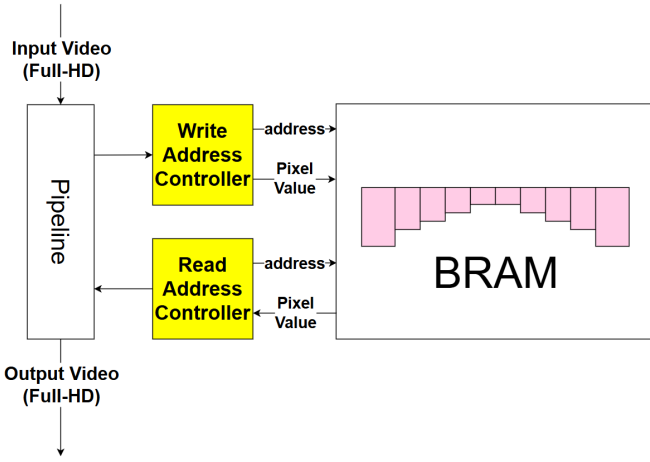 Input Video
(Full-HD)
Pipeline
Write
Address
Controller
address
Pixel
Value
Read
Address
Controller
address
Pixel
Value
BRAM
Output Video
(Full-HD)